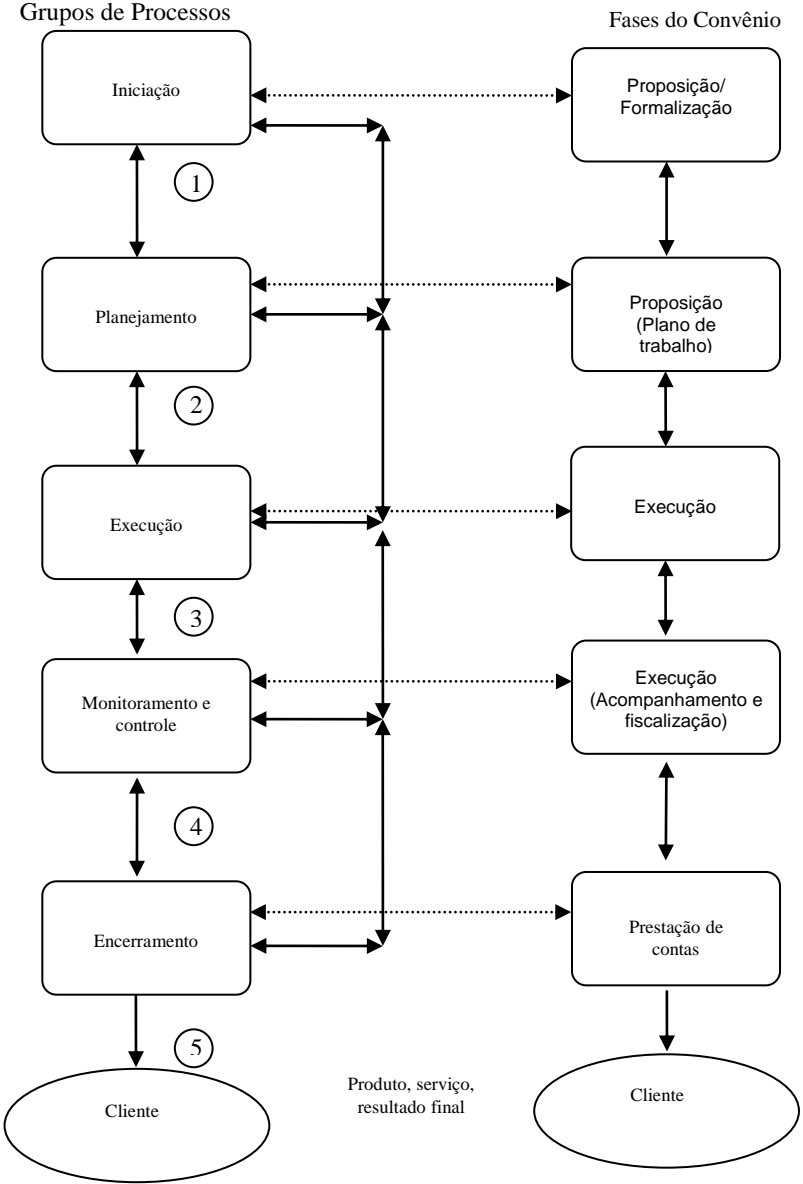 Grupos de Processos
Fases do Convênio
Iniciação
Proposição/
Formalização
1
Planejamento
Proposição
(Plano de
trabalho)
2
Execução
Execução
3
Monitoramento e
controle
Execução
(Acompanhamento e
fiscalização)
4
Encerramento
Prestação de
contas
5
Cliente
Produto, serviço,
resultado final
Cliente